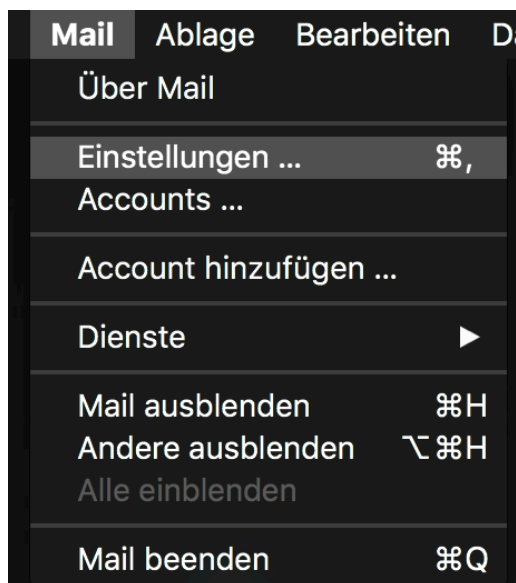 Mail Ablage Bearbeiten
Über Mail
Einstellungen ... ⌘,
Accounts ...
Account hinzufügen ...
Dienste ▶
Mail ausblenden ⌘H
Andere ausblenden ⌥⌘H
Alle einblenden
Mail beenden ⌘Q